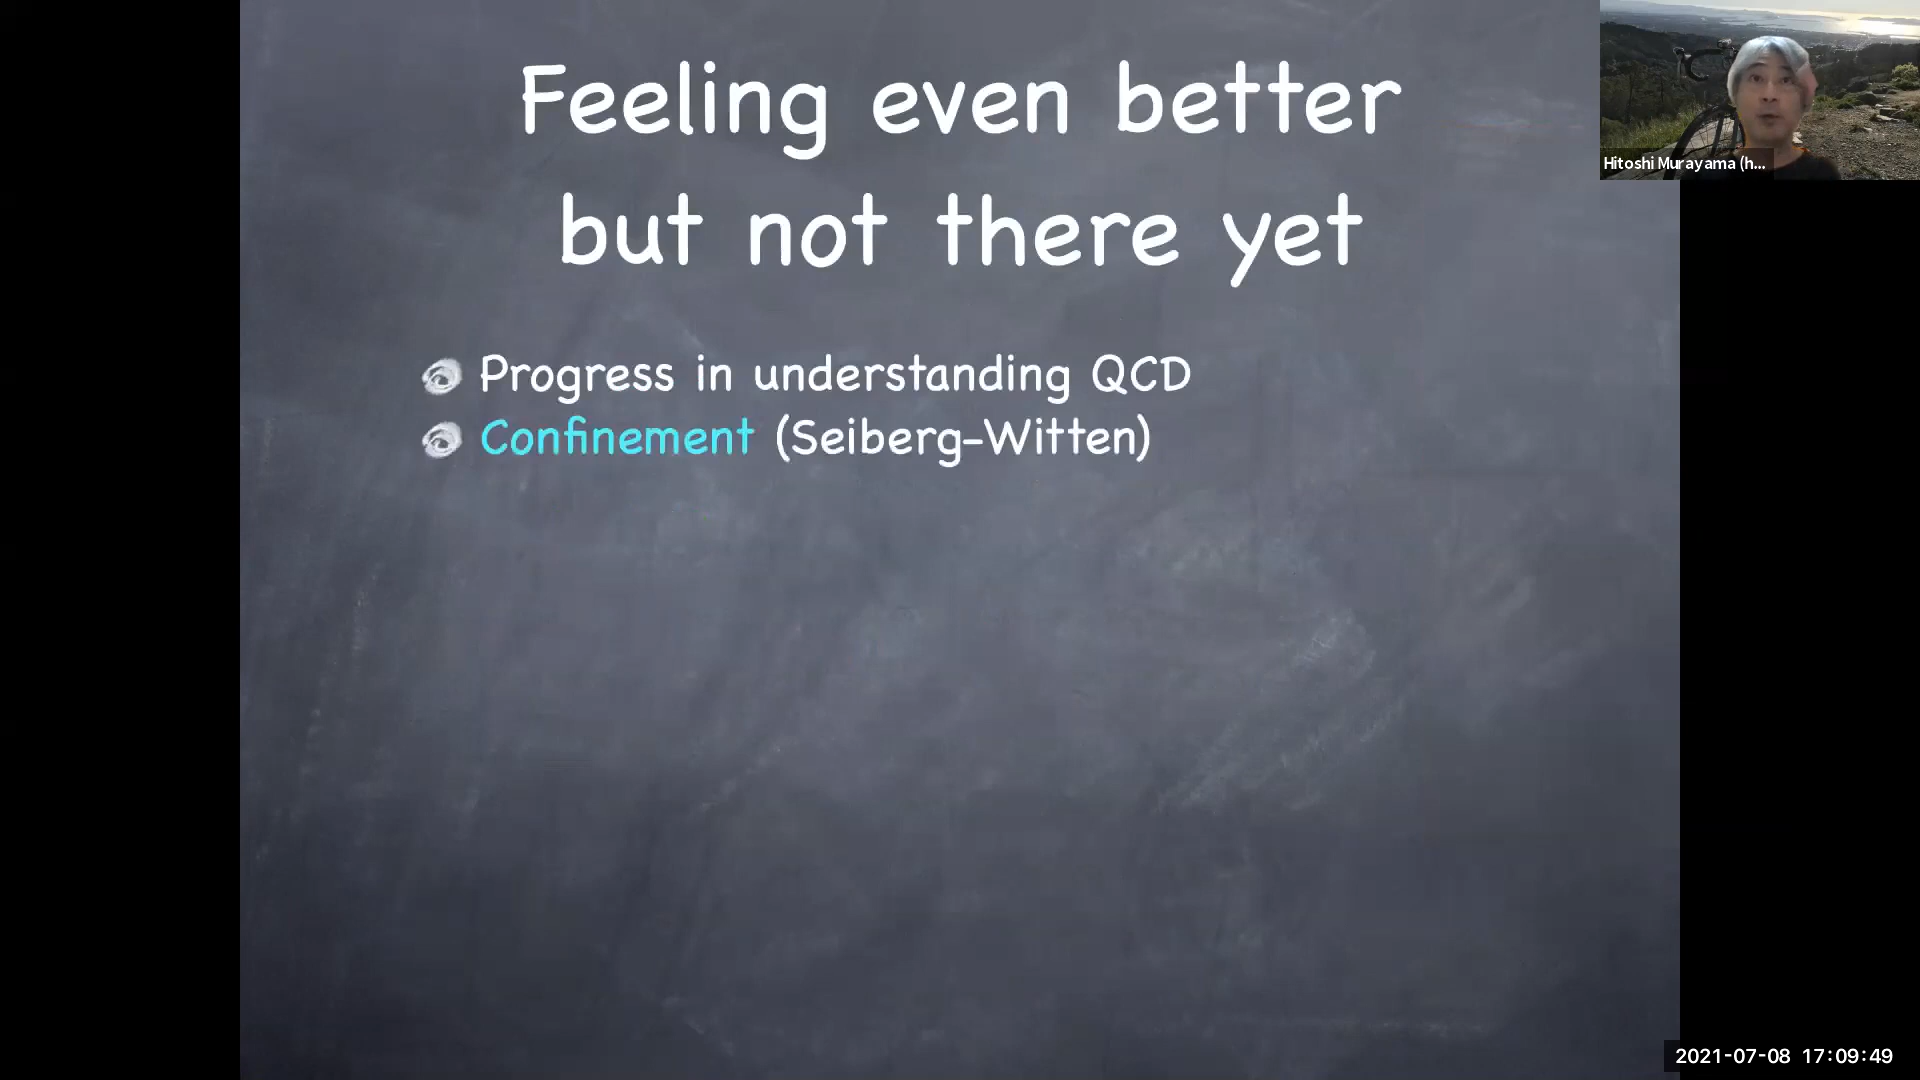 Feeling even better
but not there yet
Progress in understanding QCD
Confinement (Seiberg-Witten)
Hitoshi Murayama (h...
2021-07-08 17:09:49